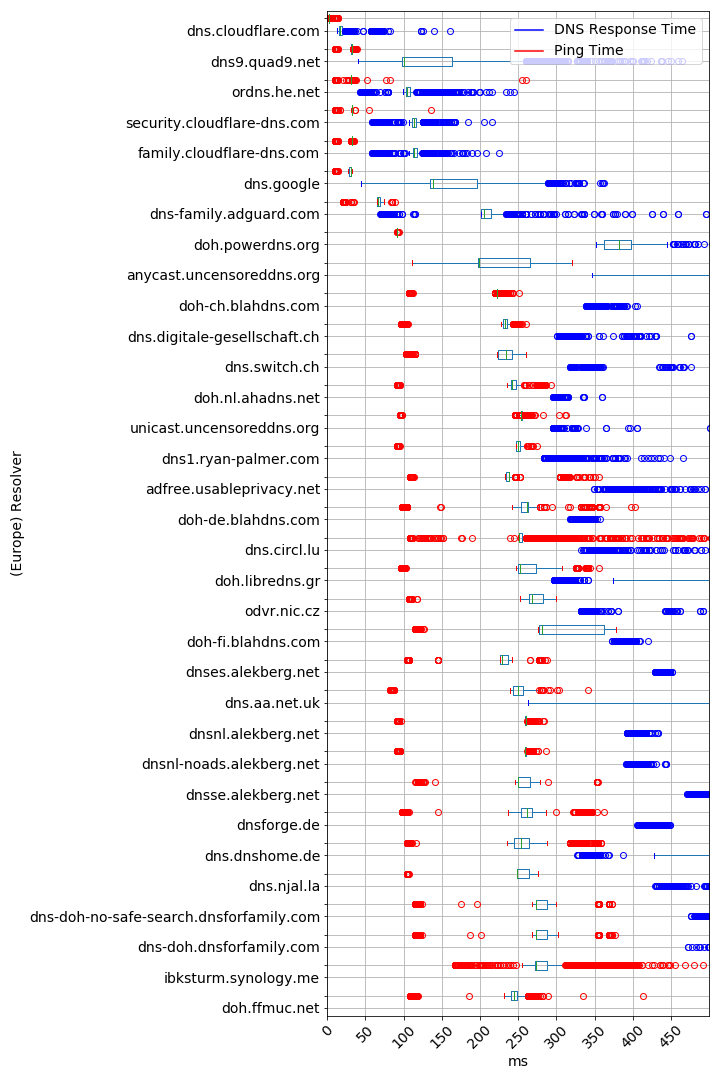 DNS Response Time
Ping Time
dns.cloudflare.com
dns9.quad9.net
ordns.he.net
security.cloudflare-dns.com
family.cloudflare-dns.com
dns.google
dns-family.adguard.com
doh.powerdns.org
anycast.uncensoreddns.org
doh-ch.blahdns.com
dns.digitale-gesellschaft.ch
dns.switch.ch
doh.nl.ahadns.net
unicast.uncensoreddns.org
dns1.ryan-palmer.com
adfree.usableprivacy.net
doh-de.blahdns.com
dns.circl.lu
doh.libredns.gr
odvr.nic.cz
doh-fi.blahdns.com
dnses.alekberg.net
dns.aa.net.uk
dnsnl.alekberg.net
dnsnl-noads.alekberg.net
dnsse.alekberg.net
dnsforge.de
dns.dnshome.de
dns.njal.la
dns-doh-no-safe-search.dnsforfamily.com
dns-doh.dnsforfamily.com
ibksturm.synology.me
doh.ffmuc.net
(Europe) Resolver
0 50 100 150 200 250 300 350 400 450
ms